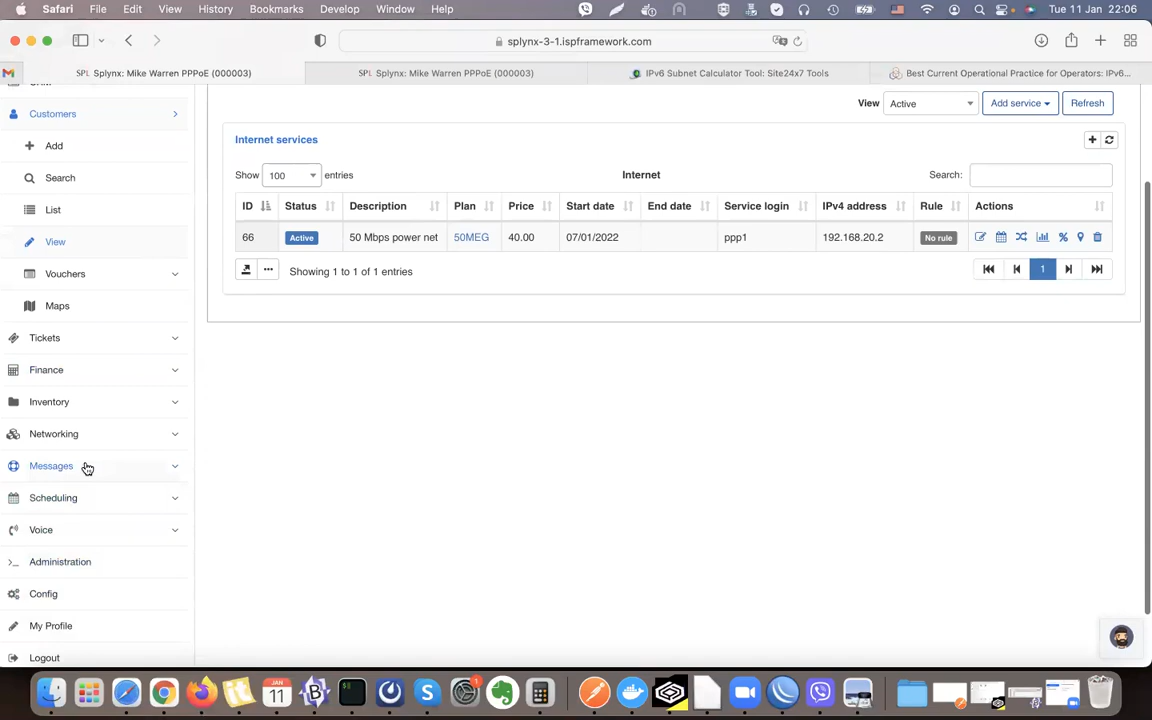 Safari File Edit View History Bookmarks Develop Window Help Tue 11 Jan 22:06
splynx-3-1.ispframework.com
SPL Splynx: Mike Warren PPPoE (000003) SPL Splynx: Mike Warren PPPoE (000003) IPv6 Subnet Calculator Tool: Site24x7 Tools Best Current Operational Practice for Operators: IPv6...
Customers
Add
Search
List
View
Vouchers
Maps
Tickets
Finance
Inventory
Networking
Messages
Scheduling
Voice
Administration
Config
My Profile
Logout
View Active Add service Refresh
Internet services
Show 100 entries Internet Search:
ID Status Description Plan Price Start date End date Service login IPv4 address Rule Actions
66 Active 50 Mbps power net 50MEG 40.00 07/01/2022 ppp1 192.168.20.2 No rule
Showing 1 to 1 of 1 entries 1
JAN
11
1